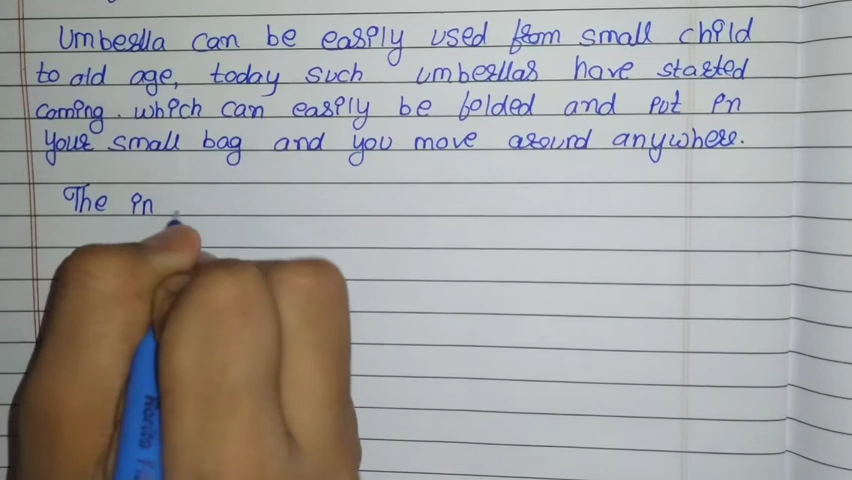 Umbrella can be easily used from small child
to old age, today such umbrellas have started
coming. which can easily be folded and put in
your small bag and you move around anywhere.
The in